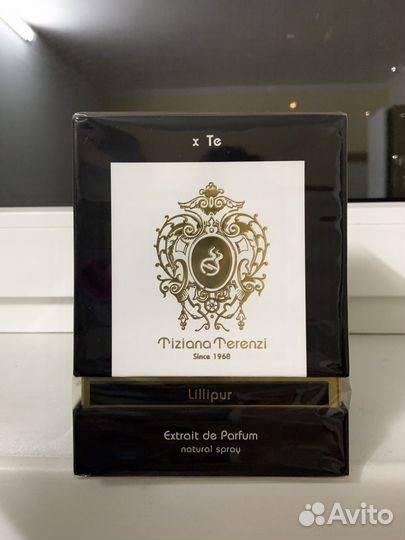 x Te
Tiziana Terenzi
Since 1968
Lillipur
Extrait de Parfum
natural spray
Avito